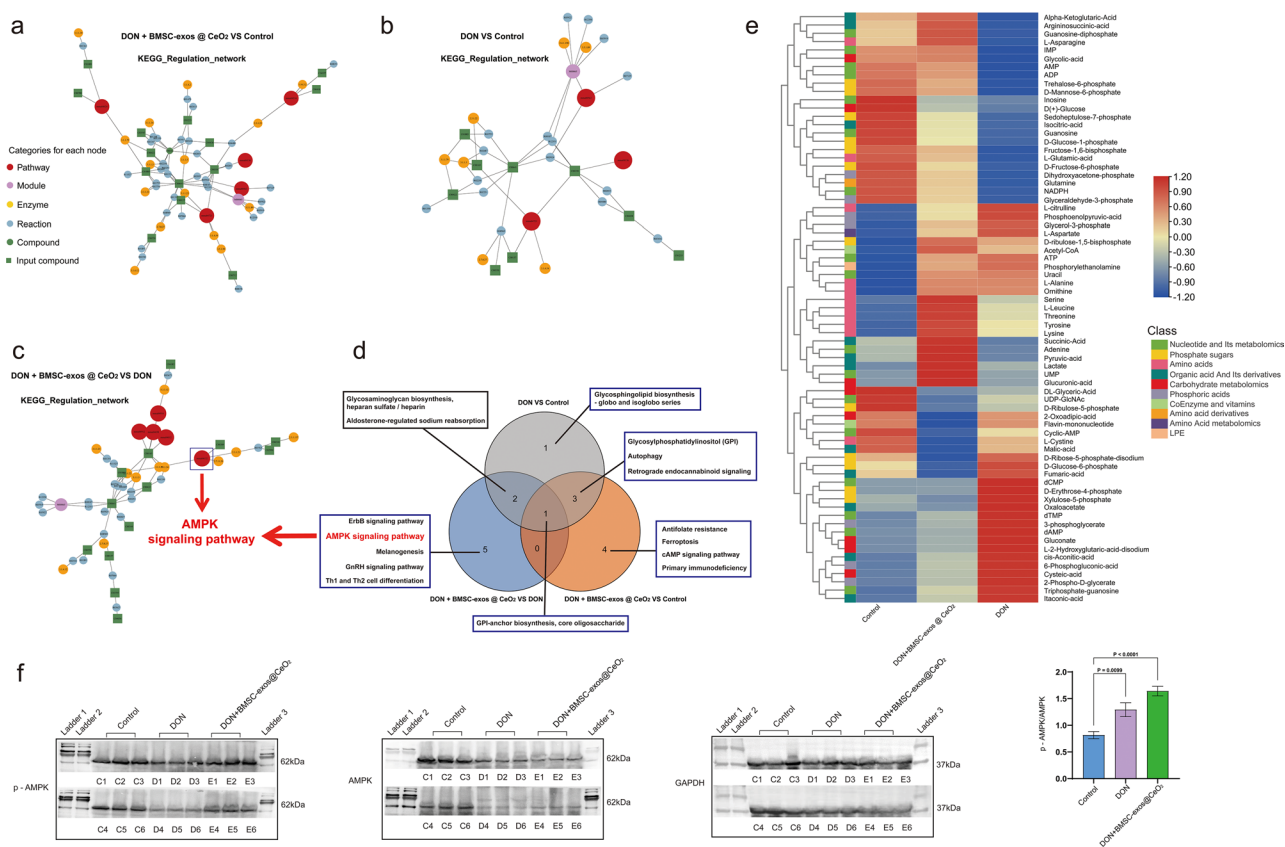 a
DON + BMSC-exos @ CeO₂ VS Control
KEGG_Regulation_network
Categories for each node
Pathway
Module
Enzyme
Reaction
Compound
Input compound
b
DON VS Control
KEGG_Regulation_network
c
DON + BMSC-exos @ CeO₂ VS DON
KEGG_Regulation_network
AMPK
signaling pathway
d
Glycosaminoglycan biosynthesis,
heparan sulfate / heparin
Aldosterone-regulated sodium reabsorption
DON VS Control
Glycosphingolipid biosynthesis
- globo and isoglobo series
Glycosylphosphatidylinositol (GPI)
Autophagy
Retrograde endocannabinoid signaling
1
2
3
1
5
0
4
ErbB signaling pathway
AMPK signaling pathway
Melanogenesis
GnRH signaling pathway
Th1 and Th2 cell differentiation
Antifolate resistance
Ferroptosis
cAMP signaling pathway
Primary immunodeficiency
DON + BMSC-exos @ CeO₂ VS DON
DON + BMSC-exos @ CeO₂ VS Control
GPI-anchor biosynthesis, core oligosaccharide
e
Alpha-Ketoglutaric-Acid
Argininosuccinic-acid
Guanosine-diphosphate
L-Asparagine
IMP
Glycolic-acid
AMP
ADP
Trehalose-6-phosphate
D-Mannose-6-phosphate
Inosine
D(+)-Glucose
Sedoheptulose-7-phosphate
Isocitric-acid
Guanosine
D-Glucose-1-phosphate
Fructose-1,6-bisphosphate
L-Glutamic-acid
D-Fructose-6-phosphate
Dihydroxyacetone-phosphate
Glutamine
NADPH
Glyceraldehyde-3-phosphate
L-citrulline
Phosphoenolpyruvic-acid
Glycerol-3-phosphate
L-Aspartate
D-ribulose-1,5-bisphosphate
Acetyl-CoA
ATP
Phosphorylethanolamine
Uracil
L-Alanine
Ornithine
Serine
L-Leucine
Threonine
Tyrosine
Lysine
Succinic-Acid
Adenine
Pyruvic-acid
Lactate
UMP
Glucuronic-acid
DL-Glyceric-Acid
UDP-GlcNAc
D-Ribulose-5-phosphate
2-Oxoadipic-acid
Flavin-mononucleotide
Cyclic-AMP
L-Cystine
Malic-acid
D-Ribose-5-phosphate-disodium
D-Glucose-6-phosphate
Fumaric-acid
dCMP
D-Erythrose-4-phosphate
Xylulose-5-phosphate
Oxaloacetate
dTMP
3-phosphoglycerate
dAMP
Gluconate
L-2-Hydroxyglutaric-acid-disodium
cis-Aconitic-acid
6-Phosphogluconic-acid
Cysteic-acid
2-Phospho-D-glycerate
Triphosphate-guanosine
Itaconic-acid
Control
DON+BMSC-exos @ CeO₂
DON
1.20
0.90
0.60
0.30
0.00
-0.30
-0.60
-0.90
-1.20
Class
Nucleotide and Its metabolomics
Phosphate sugars
Amino acids
Organic acid And Its derivatives
Carbohydrate metabolomics
Phosphoric acids
CoEnzyme and vitamins
Amino acid derivatives
Amino Acid metabolomics
LPE
f
Ladder 1
Ladder 2
Control
DON
DON+BMSC-exos@CeO₂
Ladder 3
62kDa
C1 C2 C3 D1 D2 D3 E1 E2 E3
p - AMPK
62kDa
C4 C5 C6 D4 D5 D6 E4 E5 E6
Ladder 1
Ladder 2
Control
DON
DON+BMSC-exos@CeO₂
Ladder 3
62kDa
C1 C2 C3 D1 D2 D3 E1 E2 E3
AMPK
62kDa
C4 C5 C6 D4 D5 D6 E4 E5 E6
Ladder 1
Ladder 2
Control
DON
DON+BMSC-exos@CeO₂
Ladder 3
37kDa
C1 C2 C3 D1 D2 D3 E1 E2 E3
GAPDH
37kDa
C4 C5 C6 D4 D5 D6 E4 E5 E6
P < 0.0001
P = 0.0099
p - AMPK/AMPK
2.0
1.5
1.0
0.5
0.0
Control
DON
DON+BMSC-exos@CeO₂